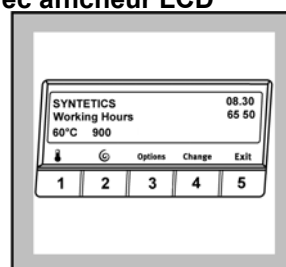 ec afficheur LCD
SYNTETICS 08.30
Working Hours 65 50
60°C 900
Options Change Exit
1 2 3 4 5